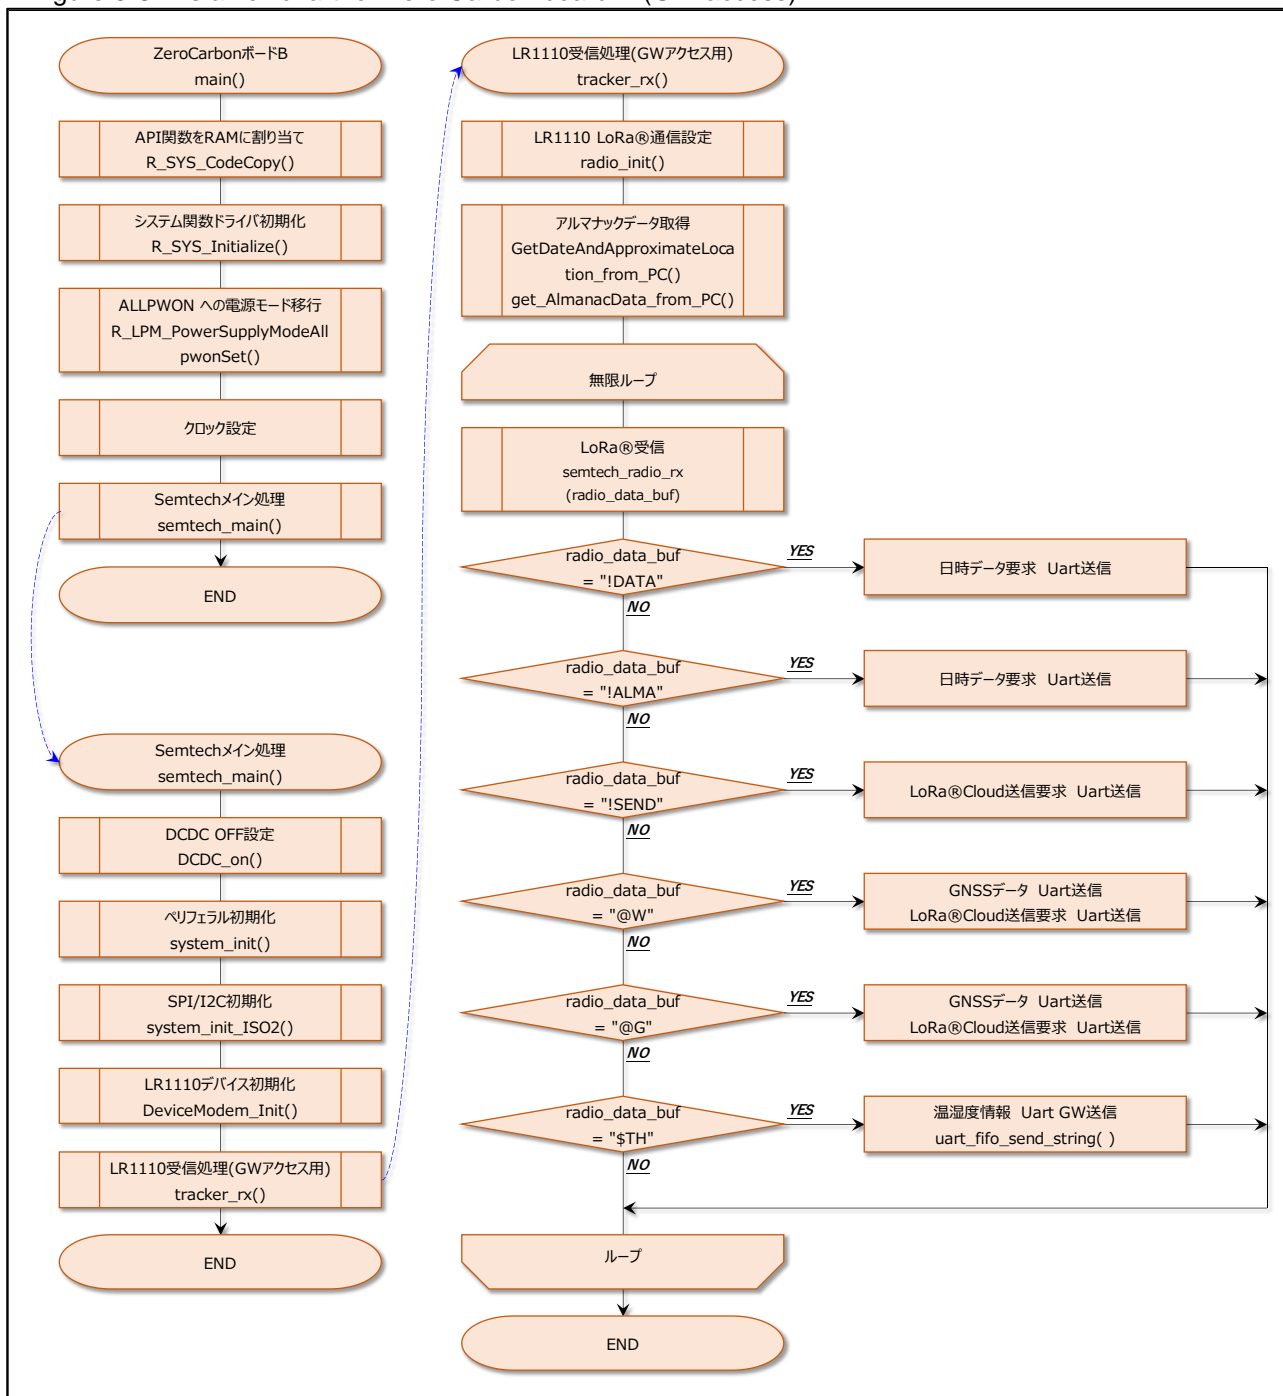 ZeroCarbonボードB
main()
API関数をRAMに割り当て
R_SYS_CodeCopy()
システム関数ドライバ初期化
R_SYS_Initialize()
ALLPWON への電源モード移行
R_LPM_PowerSupplyModeAll
pwonSet()
クロック設定
Semtechメイン処理
semtech_main()
END
Semtechメイン処理
semtech_main()
DCDC OFF設定
DCDC_on()
ペリフェラル初期化
system_init()
SPI/I2C初期化
system_init_ISO2()
LR1110デバイス初期化
DeviceModem_Init()
LR1110受信処理(GWアクセス用)
tracker_rx()
END
LR1110受信処理(GWアクセス用)
tracker_rx()
LR1110 LoRa®通信設定
radio_init()
アルマナックデータ取得
GetDateAndApproximateLoca
tion_from_PC()
get_AlmanacData_from_PC()
無限ループ
LoRa®受信
semtech_radio_rx
(radio_data_buf)
radio_data_buf
= "!DATA"
YES
日時データ要求 Uart送信
NO
radio_data_buf
= "!ALMA"
YES
日時データ要求 Uart送信
NO
radio_data_buf
= "!SEND"
YES
LoRa®Cloud送信要求 Uart送信
NO
radio_data_buf
= "@W"
YES
GNSSデータ Uart送信
LoRa®Cloud送信要求 Uart送信
NO
radio_data_buf
= "@G"
YES
GNSSデータ Uart送信
LoRa®Cloud送信要求 Uart送信
NO
radio_data_buf
= "$TH"
YES
温湿度情報 Uart GW送信
uart_fifo_send_string( )
NO
ループ
END